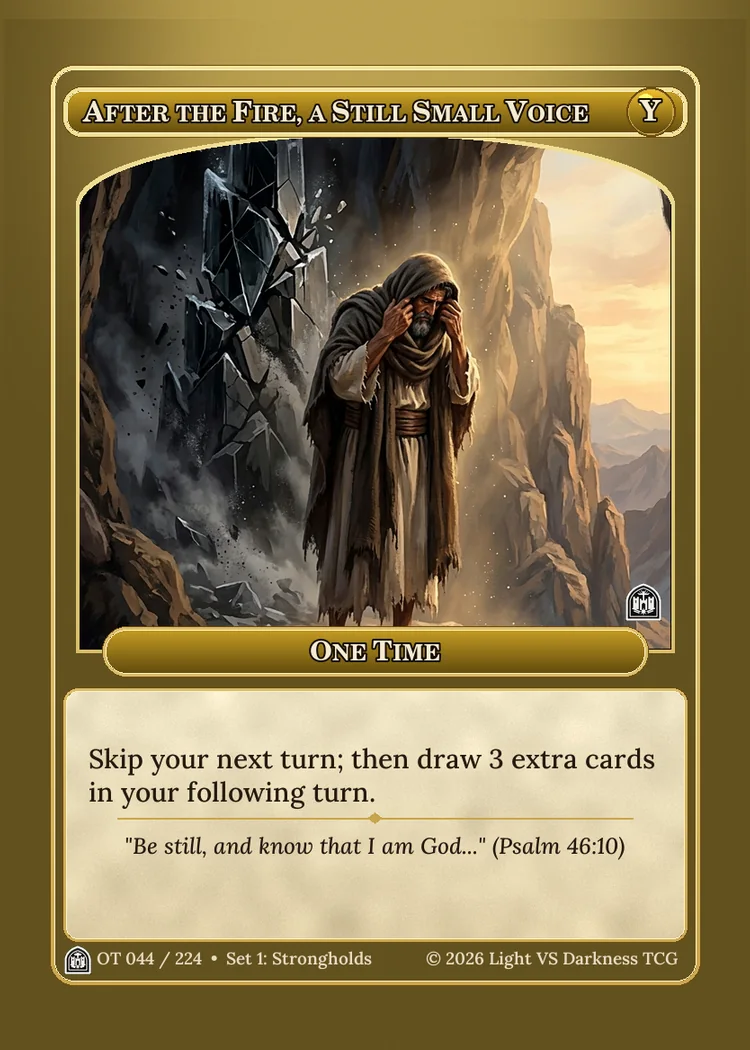 After the Fire, a Still Small Voice
Y
One Time
Skip your next turn; then draw 3 extra cards
in your following turn.
"Be still, and know that I am God..." (Psalm 46:10)
OT 044 / 224 • Set 1: Strongholds © 2026 Light VS Darkness TCG